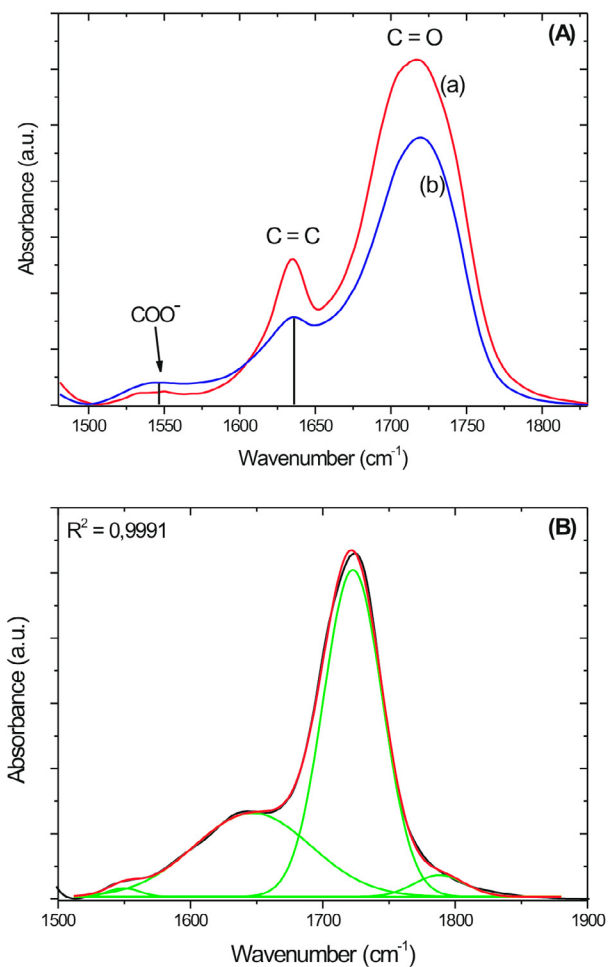 C = O
(A)
(a)
(b)
C = C
COO⁻
Absorbance (a.u.)
1500 1550 1600 1650 1700 1750 1800
Wavenumber (cm⁻¹)
R² = 0,9991
(B)
Absorbance (a.u.)
1500 1600 1700 1800 1900
Wavenumber (cm⁻¹)